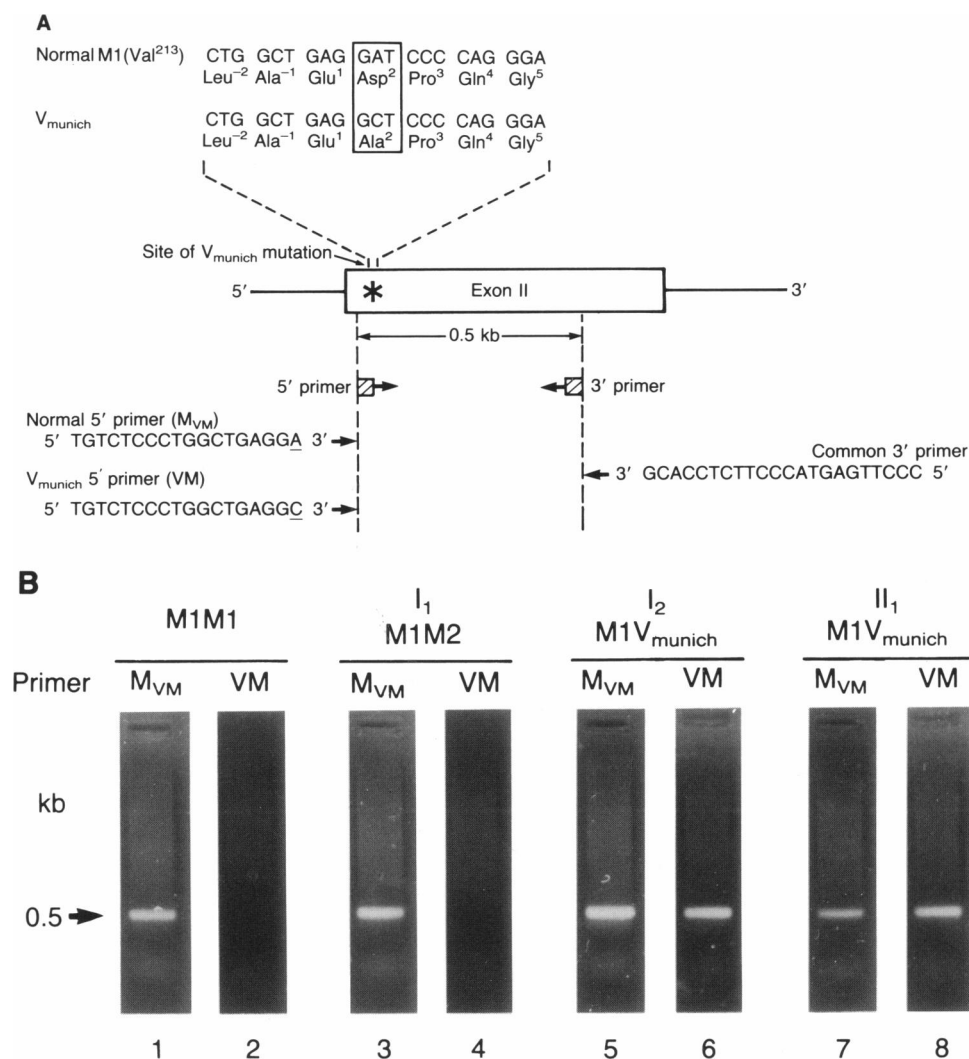 A
Normal M1(Val²¹³) CTG GCT GAG GAT CCC CAG GGA
Leu⁻² Ala⁻¹ Glu¹ Asp² Pro³ Gln⁴ Gly⁵
Vmunich CTG GCT GAG GCT CCC CAG GGA
Leu⁻² Ala⁻¹ Glu¹ Ala² Pro³ Gln⁴ Gly⁵
Site of Vmunich mutation
5′ * Exon II 3′
0.5 kb
5′ primer 3′ primer
Normal 5′ primer (MVM)
5′ TGTCTCCCTGGCTGAGGA 3′
Common 3′ primer
3′ GCACCTCTTCCCATGAGTTCCC 5′
Vmunich 5′ primer (VM)
5′ TGTCTCCCTGGCTGAGGC 3′
B
I₁ I₂ II₁
M1M1 M1M2 M1Vmunich M1Vmunich
Primer MVM VM MVM VM MVM VM MVM VM
kb
0.5
1 2 3 4 5 6 7 8